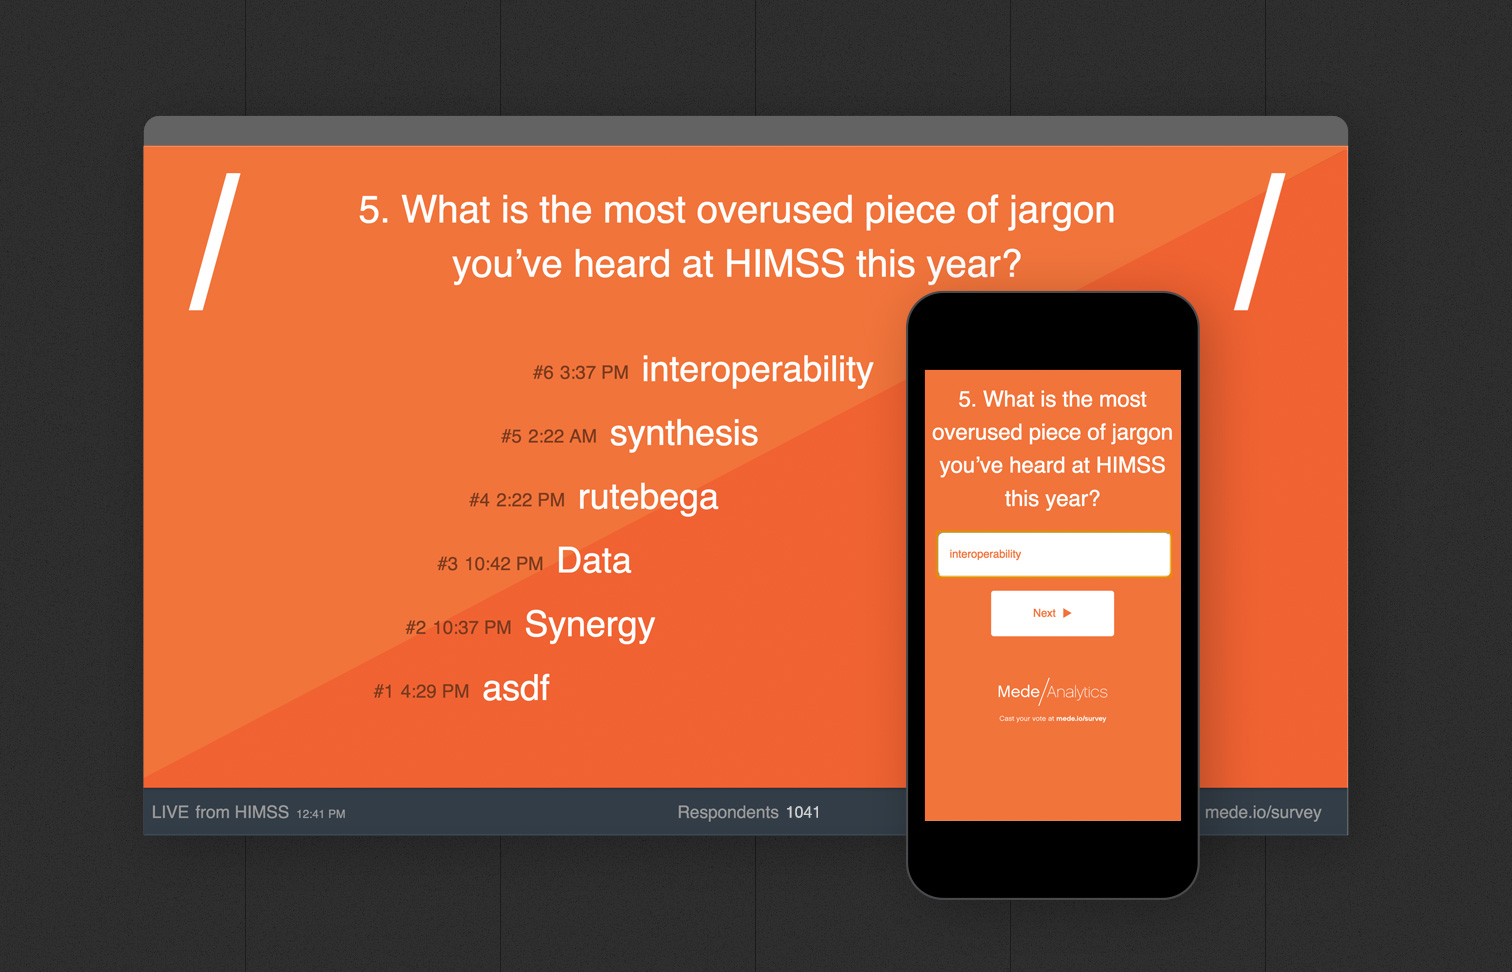 5. What is the most overused piece of jargon
you’ve heard at HIMSS this year?
#6 3:37 PM interoperability
#5 2:22 AM synthesis
#4 2:22 PM rutebega
#3 10:42 PM Data
#2 10:37 PM Synergy
#1 4:29 PM asdf
LIVE from HIMSS 12:41 PM
Respondents 1041
mede.io/survey
5. What is the most
overused piece of jargon
you’ve heard at HIMSS
this year?
interoperability
Next
Mede/Analytics
Cast your vote at mede.io/survey